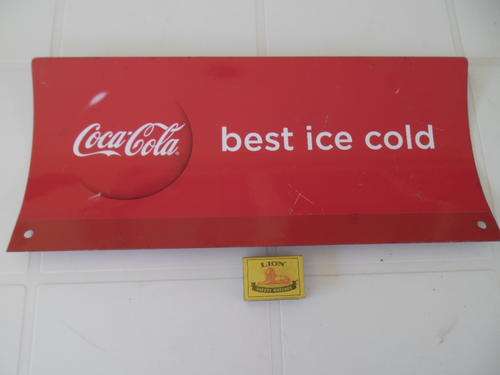 Coca-Cola
best ice cold
LION
SAFETY MATCHES